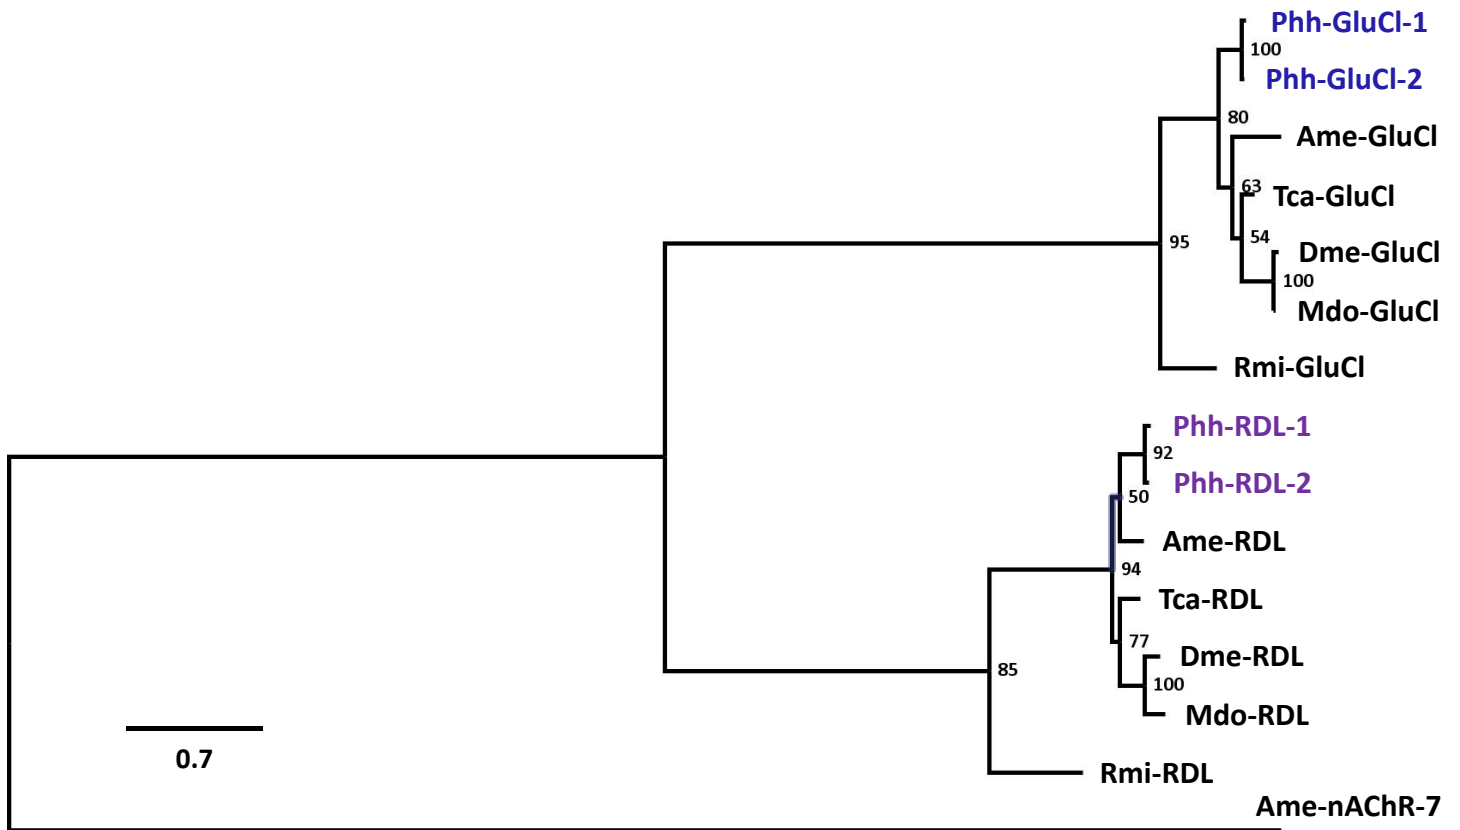 Phh-GluCl-1
100
Phh-GluCl-2
80
Ame-GluCl
63
Tca-GluCl
54
95
Dme-GluCl
100
Mdo-GluCl
Rmi-GluCl
Phh-RDL-1
92
Phh-RDL-2
50
Ame-RDL
94
Tca-RDL
77
Dme-RDL
85
100
Mdo-RDL
0.7
Rmi-RDL
Ame-nAChR-7